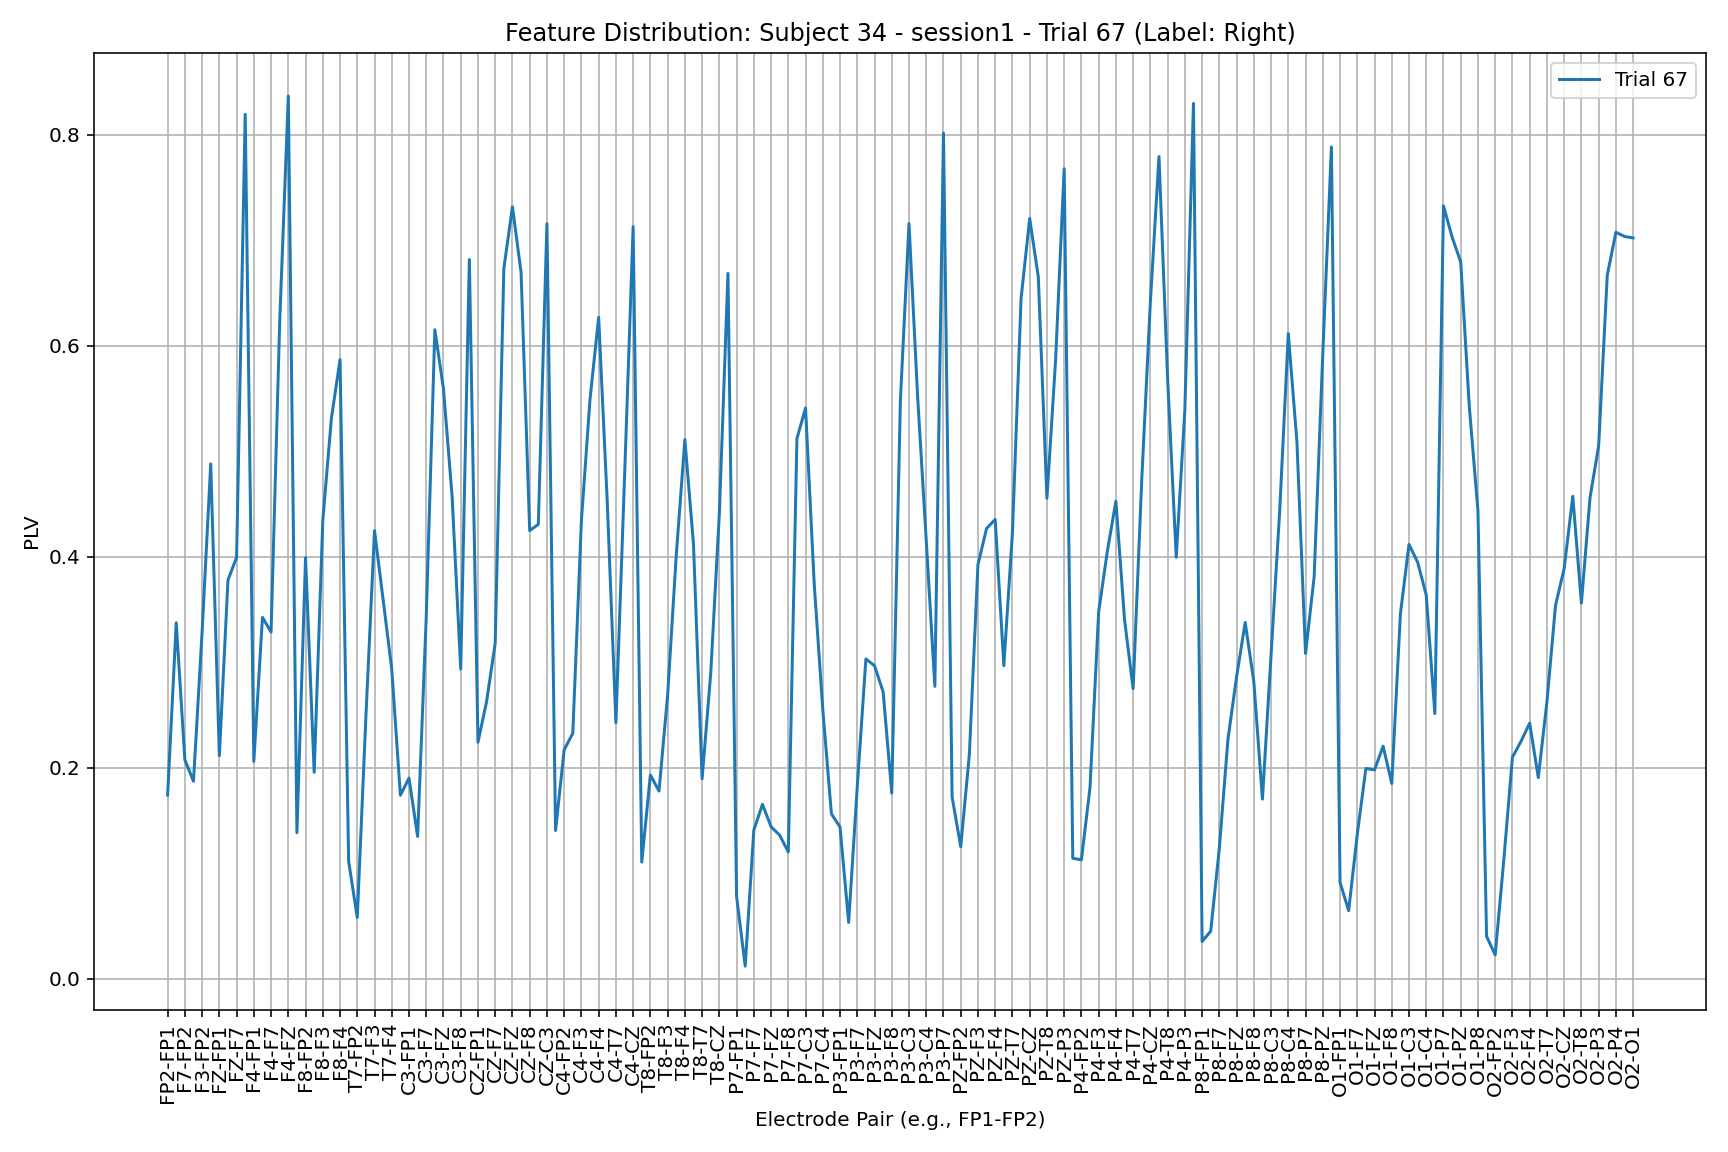 Feature Distribution: Subject 34 - session1 - Trial 67 (Label: Right)
Trial 67
PLV
0.8
0.6
0.4
0.2
0.0
FP2-FP1
F7-FP2
F3-FP2
FZ-FP1
FZ-F7
F4-FP1
F4-F7
F4-FZ
F8-FP2
F8-F3
F8-F4
T7-FP2
T7-F3
T7-F4
C3-FP1
C3-F7
C3-FZ
C3-F8
CZ-FP1
CZ-F7
CZ-FZ
CZ-F8
CZ-C3
C4-FP2
C4-F3
C4-F4
C4-T7
C4-CZ
T8-FP2
T8-F3
T8-F4
T8-T7
T8-CZ
P7-FP1
P7-F7
P7-FZ
P7-F8
P7-C3
P7-C4
P3-FP1
P3-F7
P3-FZ
P3-F8
P3-C3
P3-C4
P3-P7
PZ-FP2
PZ-F3
PZ-F4
PZ-T7
PZ-CZ
PZ-T8
PZ-P3
P4-FP2
P4-F3
P4-F4
P4-T7
P4-CZ
P4-T8
P4-P3
P8-FP1
P8-F7
P8-FZ
P8-F8
P8-C3
P8-C4
P8-P7
P8-PZ
O1-FP1
O1-F7
O1-FZ
O1-F8
O1-C3
O1-C4
O1-P7
O1-PZ
O1-P8
O2-FP2
O2-F3
O2-F4
O2-T7
O2-CZ
O2-T8
O2-P3
O2-P4
O2-O1
Electrode Pair (e.g., FP1-FP2)